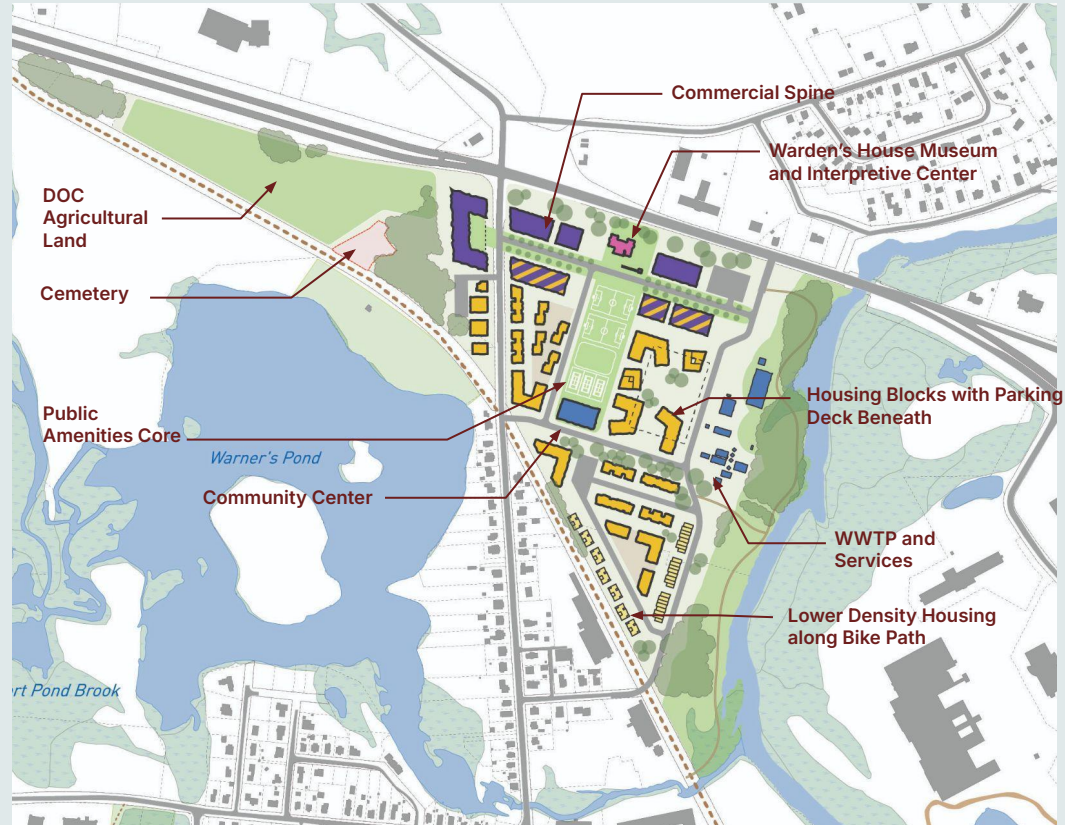 Commercial Spine
Warden's House Museum
and Interpretive Center
DOC
Agricultural
Land
Cemetery
Housing Blocks with Parking
Deck Beneath
Public
Amenities Core
Warner's Pond
Community Center
WWTP and
Services
Lower Density Housing
along Bike Path
ort Pond Brook